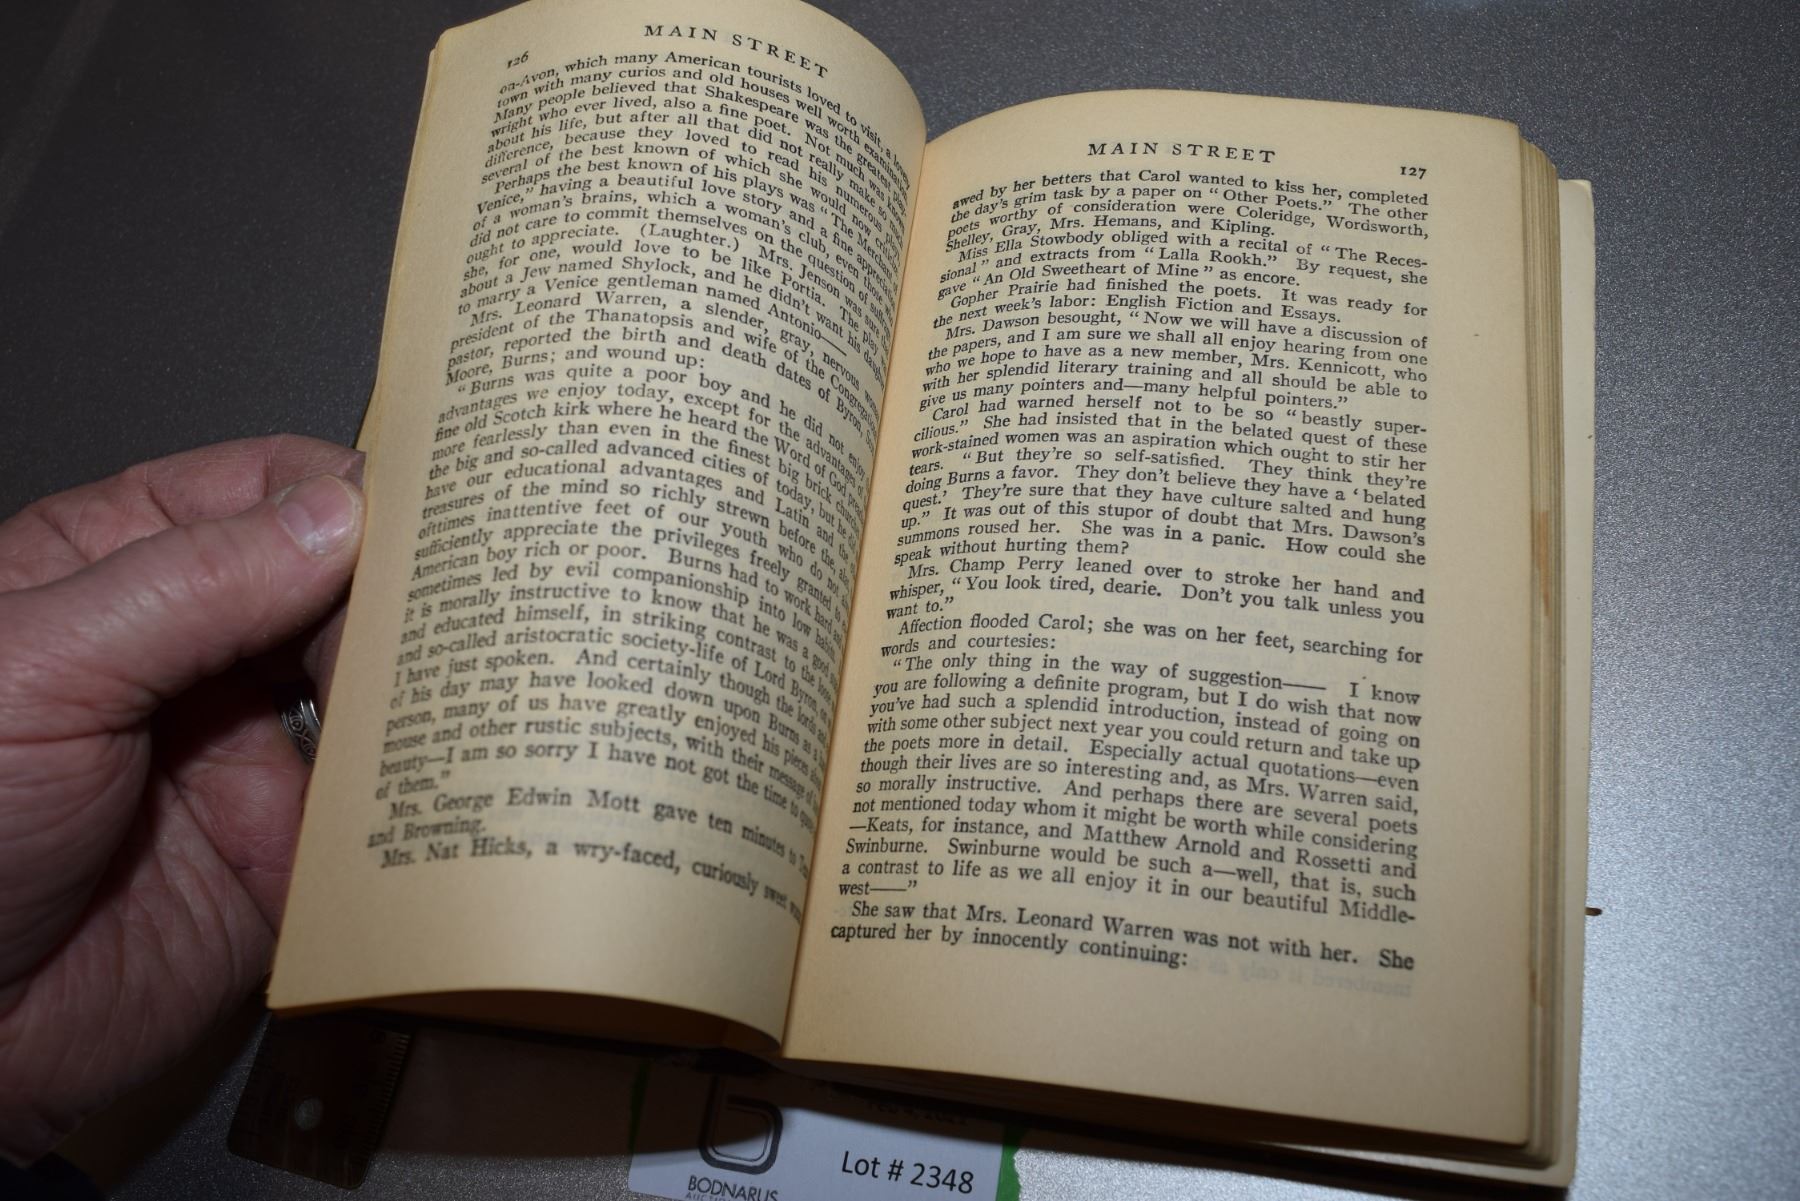 126
MAIN STREET
on-Avon, which many American tourists loved to visit, a lovely
town with many curios and old houses well worth examination.
Many people believed that Shakespeare was the greatest play-
wright who ever lived, also a fine poet. Not much was known
about his life, but after all that did not really make so much
difference, because they loved to read his numerous plays,
several of the best known of which she would now criticize.
Perhaps the best known of his plays was "The Merchant of
Venice," having a beautiful love story and a fine appreciation
of a woman's brains, which a woman's club, even those who
did not care to commit themselves on the question of suffrage,
ought to appreciate. (Laughter.) Mrs. Jenson was sure that
she, for one, would love to be like Portia. The play was
about a Jew named Shylock, and he didn't want his daughter
to marry a Venice gentleman named Antonio——
Mrs. Leonard Warren, a slender, gray, nervous woman,
president of the Thanatopsis and wife of the Congregational
pastor, reported the birth and death dates of Byron, Scott,
Moore, Burns; and wound up:
"Burns was quite a poor boy and he did not enjoy
advantages we enjoy today, except for the advantages of the
fine old Scotch kirk where he heard the Word of God preached
more fearlessly than even in the finest big brick churches
the big and so-called advanced cities of today, but he did
have our educational advantages and Latin and the
treasures of the mind so richly strewn before the, alas,
ofttimes inattentive feet of our youth who do not
sufficiently appreciate the privileges freely granted to
American boy rich or poor. Burns had to work hard and
sometimes led by evil companionship into low habits.
it is morally instructive to know that he was a good
and educated himself, in striking contrast to the loose
and so-called aristocratic society-life of Lord Byron, on
I have just spoken. And certainly though the lords and
of his day may have looked down upon Burns as a
person, many of us have greatly enjoyed his pieces about
mouse and other rustic subjects, with their message of
beauty—I am so sorry I have not got the time to quote
of them."
Mrs. George Edwin Mott gave ten minutes to
and Browning.
Mrs. Nat Hicks, a wry-faced, curiously sweet
MAIN STREET
127
awed by her betters that Carol wanted to kiss her, completed
the day's grim task by a paper on "Other Poets." The other
poets worthy of consideration were Coleridge, Wordsworth,
Shelley, Gray, Mrs. Hemans, and Kipling.
Miss Ella Stowbody obliged with a recital of "The Reces-
sional" and extracts from "Lalla Rookh." By request, she
gave "An Old Sweetheart of Mine" as encore.
Gopher Prairie had finished the poets. It was ready for
the next week's labor: English Fiction and Essays.
Mrs. Dawson besought, "Now we will have a discussion of
the papers, and I am sure we shall all enjoy hearing from one
who we hope to have as a new member, Mrs. Kennicott, who
with her splendid literary training and all should be able to
give us many pointers and—many helpful pointers."
Carol had warned herself not to be so "beastly super-
cilious." She had insisted that in the belated quest of these
work-stained women was an aspiration which ought to stir her
tears. "But they're so self-satisfied. They think they're
doing Burns a favor. They don't believe they have a 'belated
quest.' They're sure that they have culture salted and hung
up." It was out of this stupor of doubt that Mrs. Dawson's
summons roused her. She was in a panic. How could she
speak without hurting them?
Mrs. Champ Perry leaned over to stroke her hand and
whisper, "You look tired, dearie. Don't you talk unless you
want to."
Affection flooded Carol; she was on her feet, searching for
words and courtesies:
"The only thing in the way of suggestion—— I know
you are following a definite program, but I do wish that now
you've had such a splendid introduction, instead of going on
with some other subject next year you could return and take up
the poets more in detail. Especially actual quotations—even
though their lives are so interesting and, as Mrs. Warren said,
so morally instructive. And perhaps there are several poets
not mentioned today whom it might be worth while considering
—Keats, for instance, and Matthew Arnold and Rossetti and
Swinburne. Swinburne would be such a—well, that is, such
a contrast to life as we all enjoy it in our beautiful Middle-
west——"
She saw that Mrs. Leonard Warren was not with her. She
captured her by innocently continuing:
Lot # 2348
BODNARUS